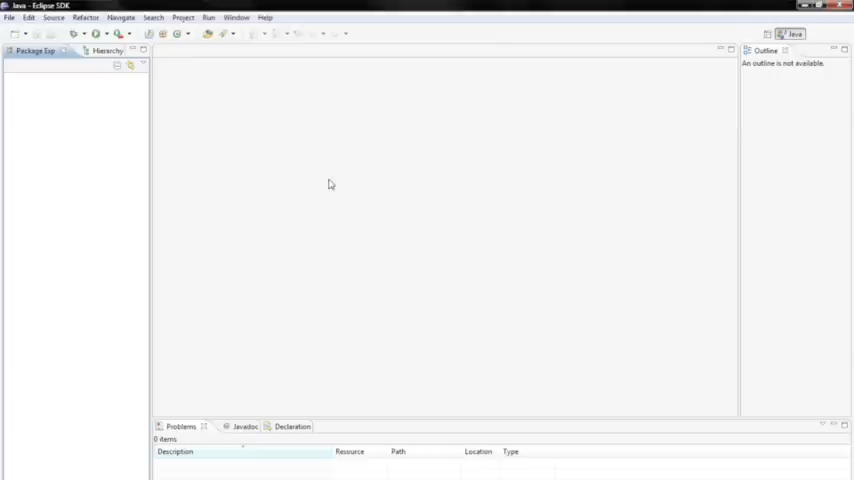 Java - Eclipse SDK
File Edit Source Refactor Navigate Search Project Run Window Help
Java
Package Exp Hierarchy
Outline
An outline is not available.
Problems Javadoc Declaration
0 items
Description Resource Path Location Type